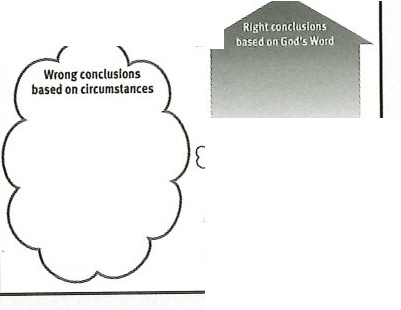 Right conclusions
based on God's Word
Wrong conclusions
based on circumstances